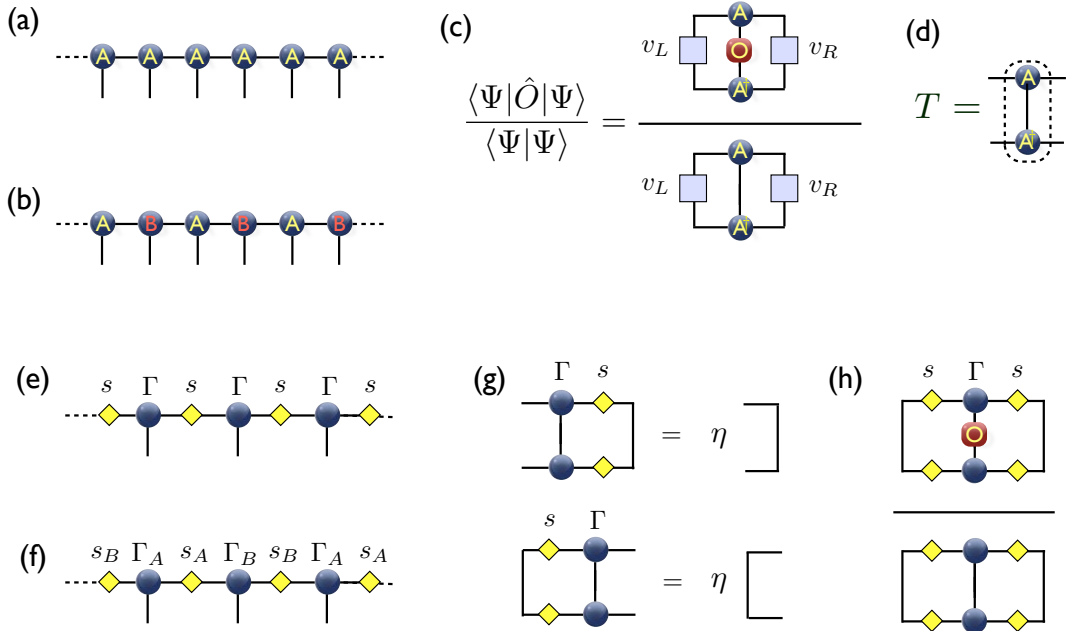 (a)
A A A A A A
(b)
A B A B A B
(c)
⟨Ψ|Ô|Ψ⟩
⟨Ψ|Ψ⟩
=
A
v_L O v_R
A†
A
v_L v_R
A†
(d)
T =
A
A†
(e)
s Γ s Γ s Γ s
(f)
s_B Γ_A s_A Γ_B s_B Γ_A s_A
(g)
Γ s
= η
s Γ
= η
(h)
s Γ s
O